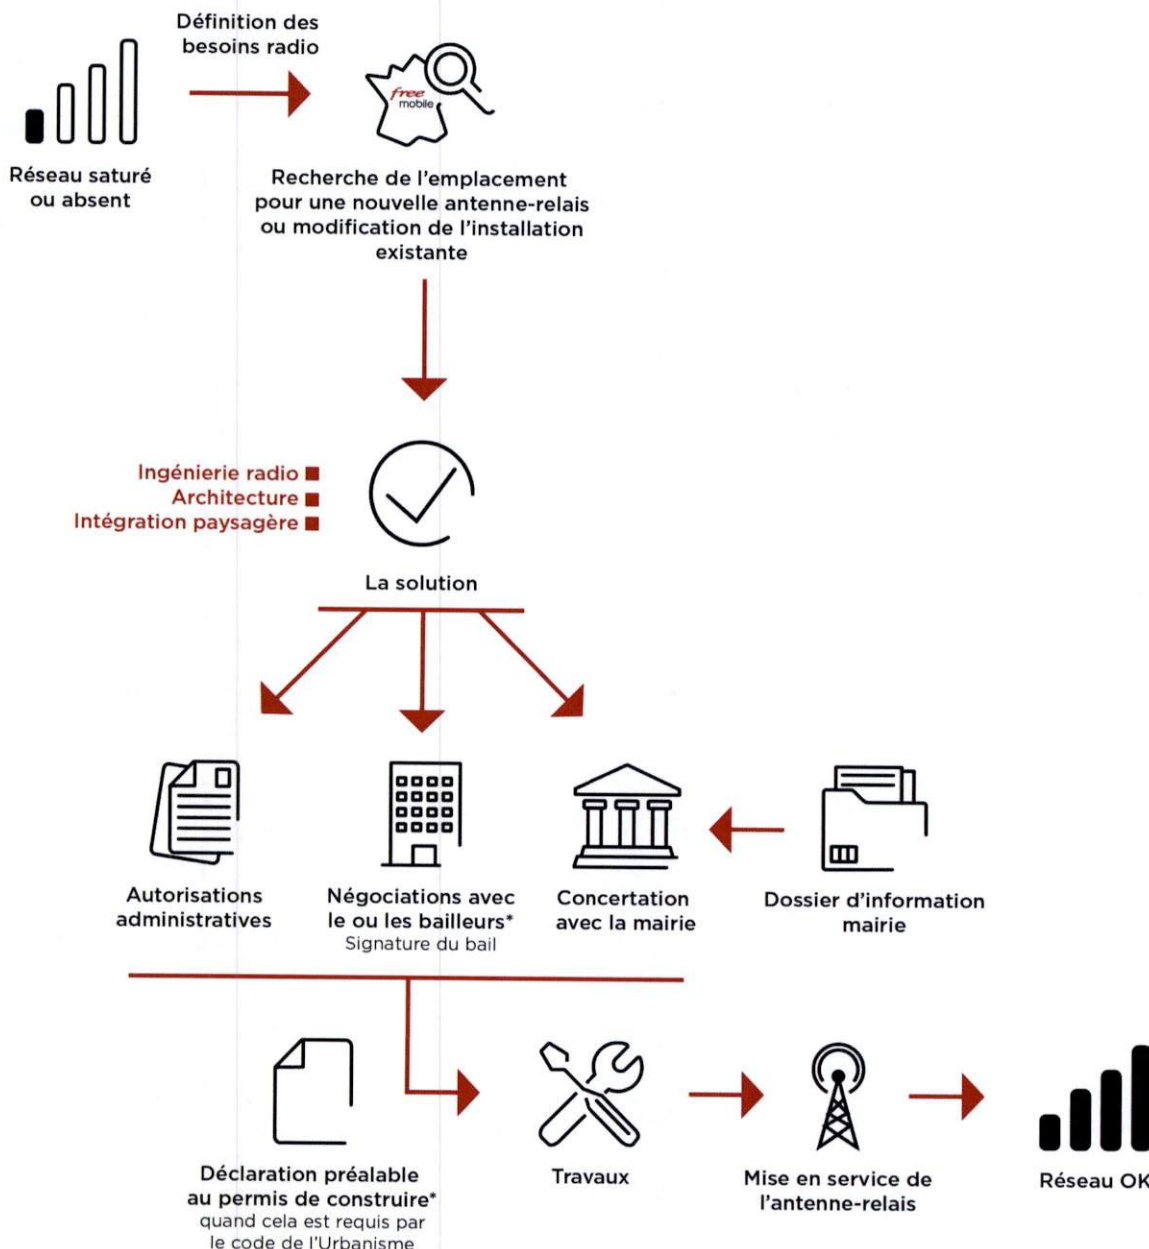 Définition des
besoins radio
free
mobile
Réseau saturé
ou absent
Recherche de l'emplacement
pour une nouvelle antenne-relais
ou modification de l'installation
existante
Ingénierie radio
Architecture
Intégration paysagère
La solution
Autorisations
administratives
Négociations avec
le ou les bailleurs*
Signature du bail
Concertation
avec la mairie
Dossier d'information
mairie
Déclaration préalable
au permis de construire*
quand cela est requis par
le code de l'Urbanisme
Travaux
Mise en service de
l'antenne-relais
Réseau OK